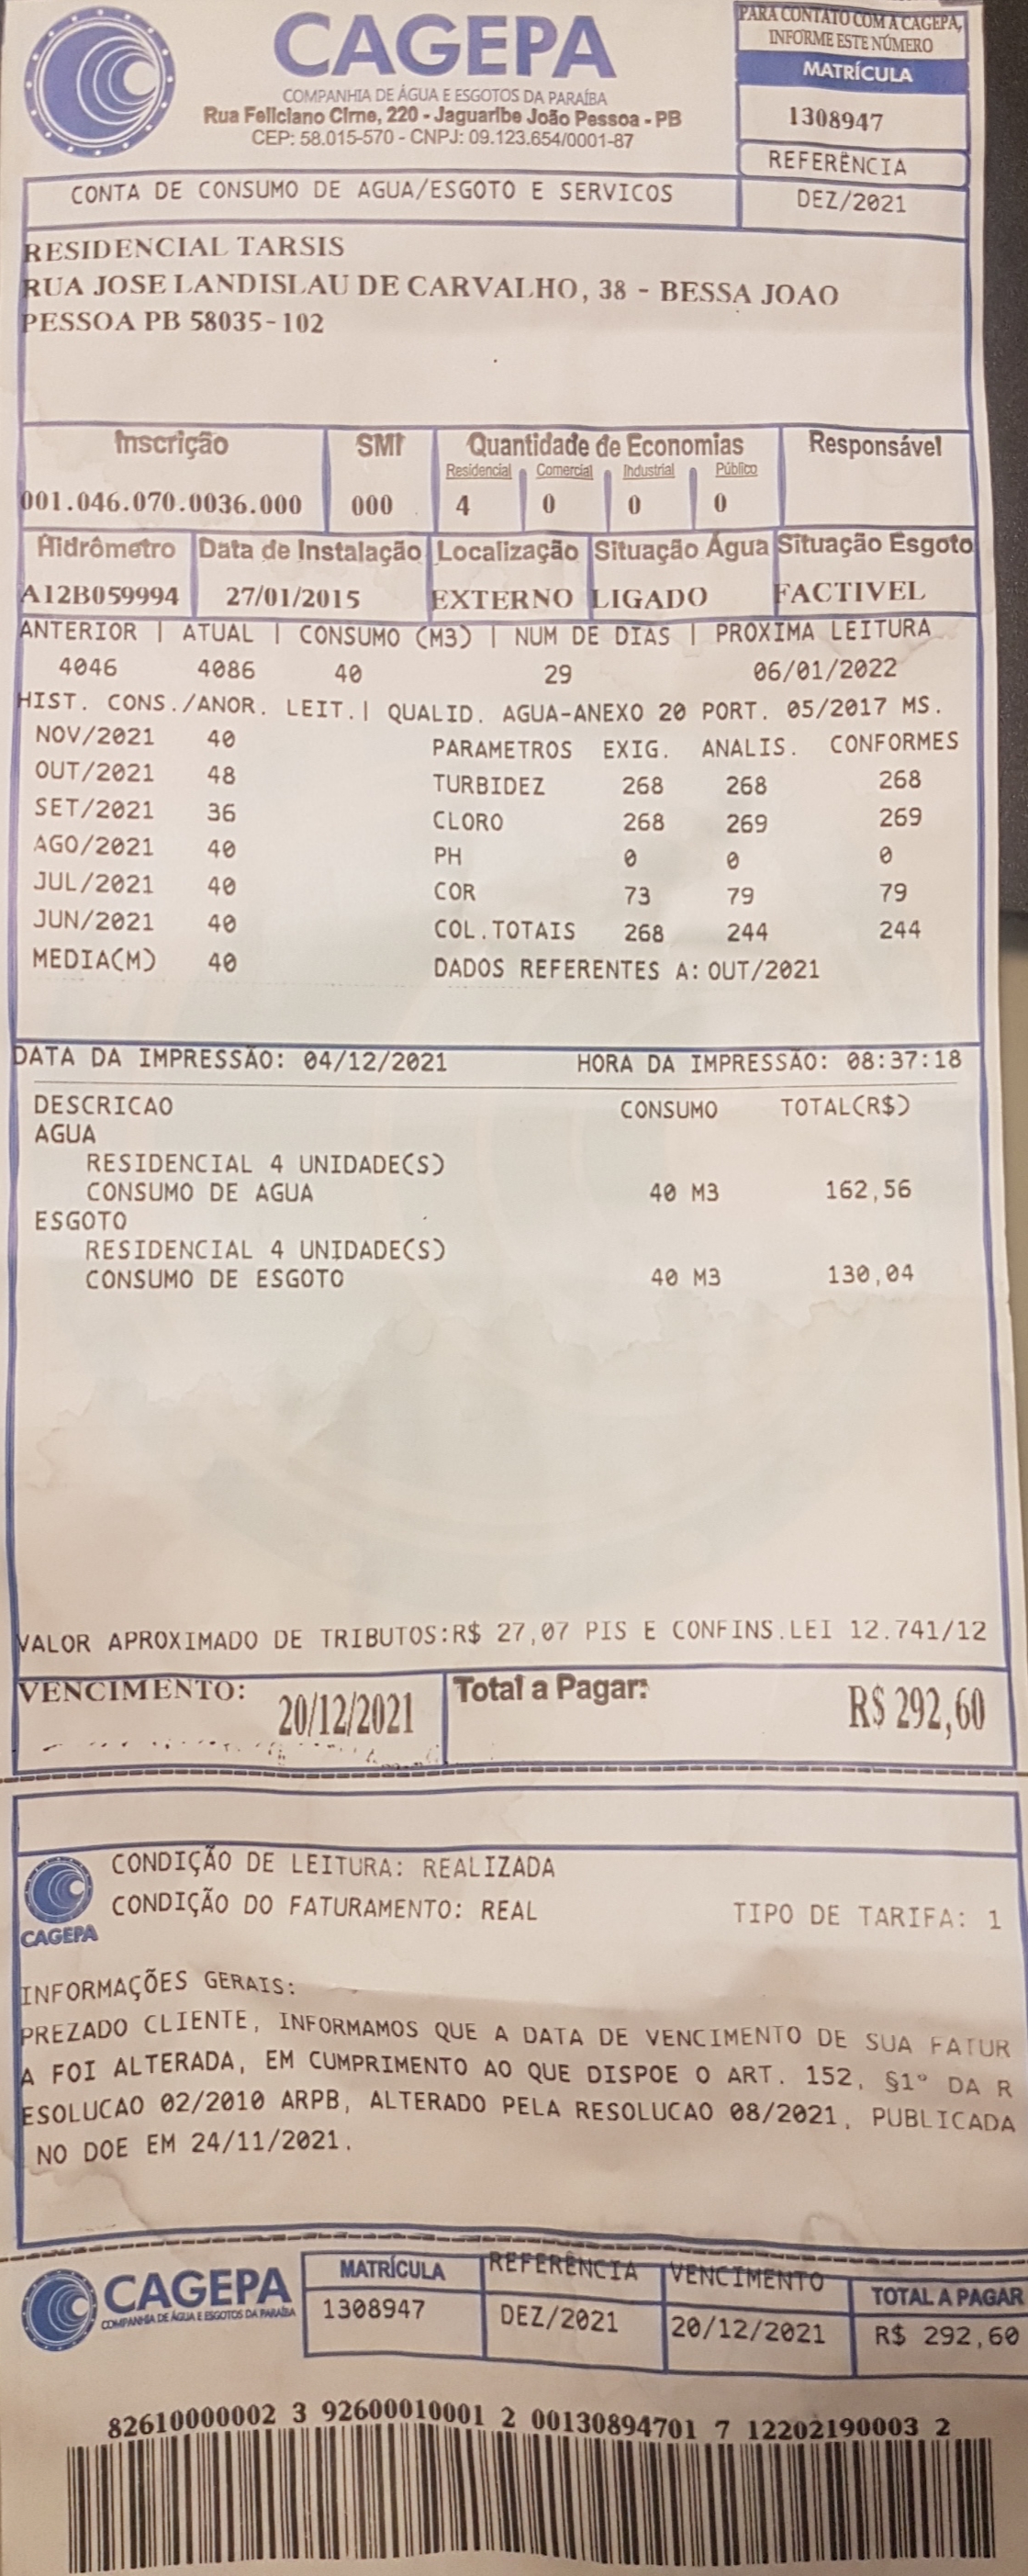 CAGEPA
COMPANHIA DE ÁGUA E ESGOTOS DA PARAÍBA
Rua Feliciano Cirne, 220 - Jaguaribe João Pessoa - PB
CEP: 58.015-570 - CNPJ: 09.123.654/0001-87
PARA CONTATO COM A CAGEPA,
INFORME ESTE NÚMERO
MATRÍCULA
1308947
REFERÊNCIA
CONTA DE CONSUMO DE AGUA/ESGOTO E SERVICOS DEZ/2021
RESIDENCIAL TARSIS
RUA JOSE LANDISLAU DE CARVALHO, 38 - BESSA JOAO
PESSOA PB 58035-102
Inscrição SMI Quantidade de Economias Responsável
Residencial Comercial Industrial Público
001.046.070.0036.000 000 4 0 0 0
Hidrômetro Data de Instalação Localização Situação Água Situação Esgoto
A12B059994 27/01/2015 EXTERNO LIGADO FACTIVEL
ANTERIOR | ATUAL | CONSUMO (M3) | NUM DE DIAS | PROXIMA LEITURA
4046 4086 40 29 06/01/2022
HIST. CONS./ANOR. LEIT.| QUALID. AGUA-ANEXO 20 PORT. 05/2017 MS.
NOV/2021 40 PARAMETROS EXIG. ANALIS. CONFORMES
OUT/2021 48 TURBIDEZ 268 268 268
SET/2021 36 CLORO 268 269 269
AGO/2021 40 PH 0 0 0
JUL/2021 40 COR 73 79 79
JUN/2021 40 COL.TOTAIS 268 244 244
MEDIA(M) 40 DADOS REFERENTES A: OUT/2021
DATA DA IMPRESSÃO: 04/12/2021 HORA DA IMPRESSÃO: 08:37:18
DESCRICAO CONSUMO TOTAL(R$)
AGUA
RESIDENCIAL 4 UNIDADE(S)
CONSUMO DE AGUA 40 M3 162,56
ESGOTO
RESIDENCIAL 4 UNIDADE(S)
CONSUMO DE ESGOTO 40 M3 130,04
VALOR APROXIMADO DE TRIBUTOS:R$ 27,07 PIS E CONFINS.LEI 12.741/12
VENCIMENTO: 20/12/2021 Total a Pagar: R$ 292,60
CONDIÇÃO DE LEITURA: REALIZADA
CONDIÇÃO DO FATURAMENTO: REAL TIPO DE TARIFA: 1
CAGEPA
INFORMAÇÕES GERAIS:
PREZADO CLIENTE, INFORMAMOS QUE A DATA DE VENCIMENTO DE SUA FATUR
A FOI ALTERADA, EM CUMPRIMENTO AO QUE DISPOE O ART. 152, §1º DA R
ESOLUCAO 02/2010 ARPB, ALTERADO PELA RESOLUCAO 08/2021, PUBLICADA
NO DOE EM 24/11/2021.
CAGEPA
COMPANHIA DE ÁGUA E ESGOTOS DA PARAÍBA
MATRÍCULA REFERÊNCIA VENCIMENTO TOTAL A PAGAR
1308947 DEZ/2021 20/12/2021 R$ 292,60
82610000002 3 92600010001 2 00130894701 7 12202190003 2